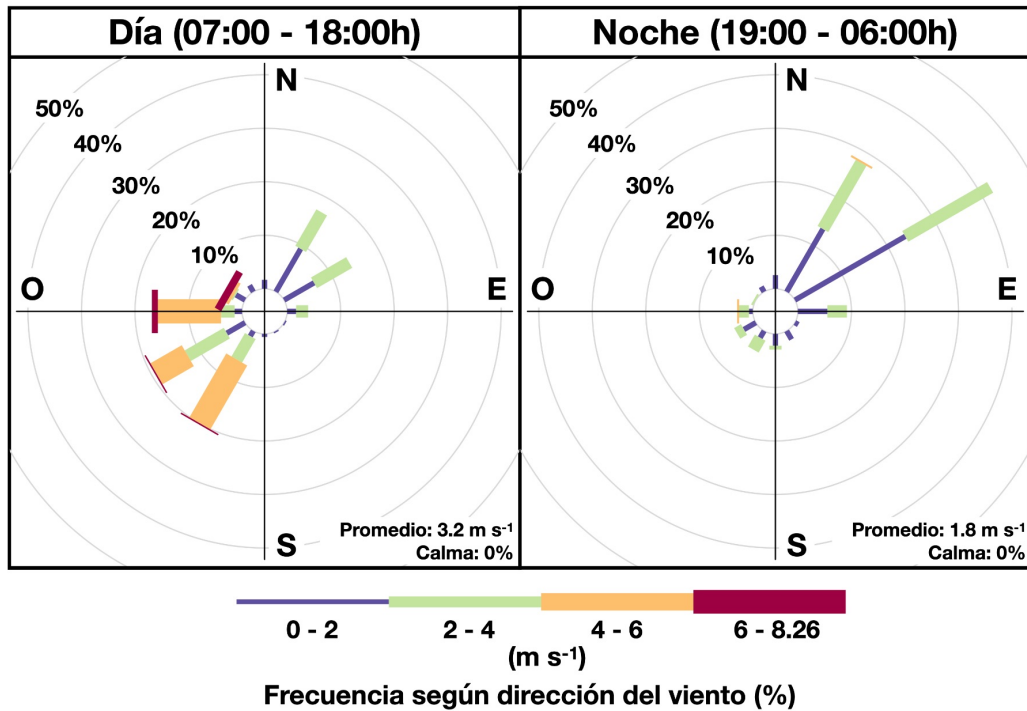 Día (07:00 - 18:00h)
Noche (19:00 - 06:00h)
N
50%
40%
30%
20%
10%
O
E
S
Promedio: 3.2 m s⁻¹
Calma: 0%
N
50%
40%
30%
20%
10%
O
E
S
Promedio: 1.8 m s⁻¹
Calma: 0%
0 - 2
2 - 4
4 - 6
6 - 8.26
(m s⁻¹)
Frecuencia según dirección del viento (%)